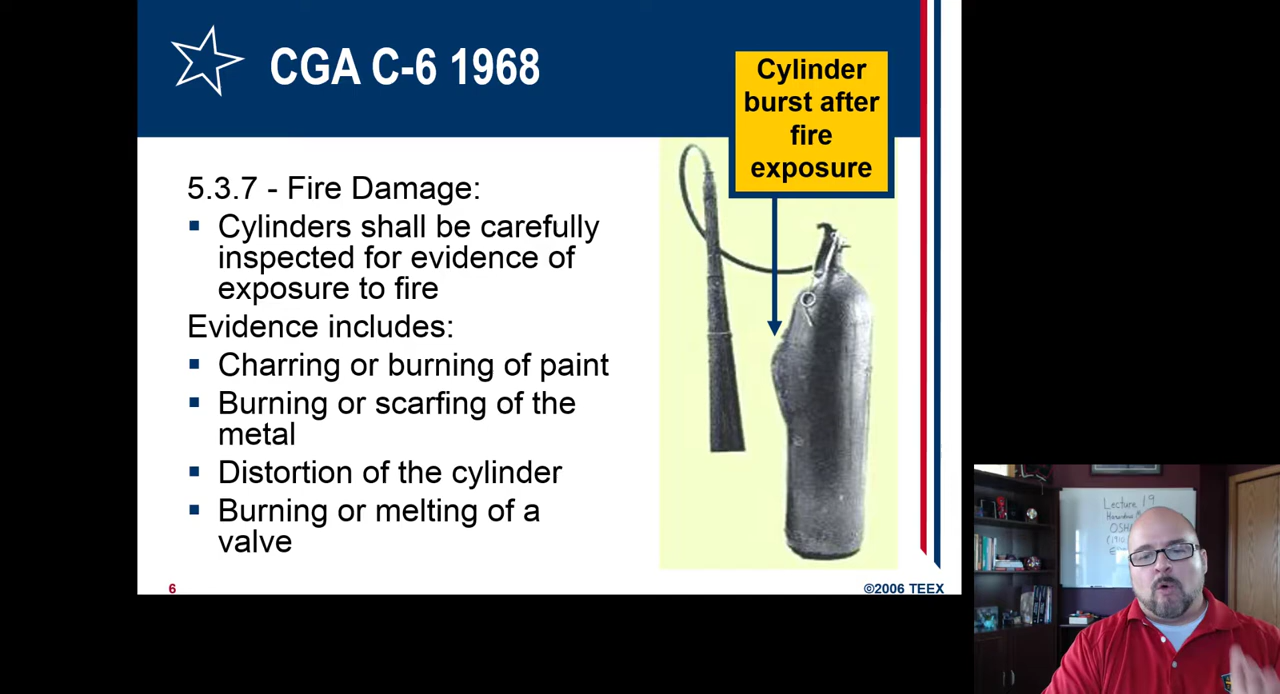 CGA C-6 1968
Cylinder
burst after
fire
exposure
5.3.7 - Fire Damage:
▪ Cylinders shall be carefully
inspected for evidence of
exposure to fire
Evidence includes:
▪ Charring or burning of paint
▪ Burning or scarfing of the
metal
▪ Distortion of the cylinder
▪ Burning or melting of a
valve
6
©2006 TEEX
Lecture 19